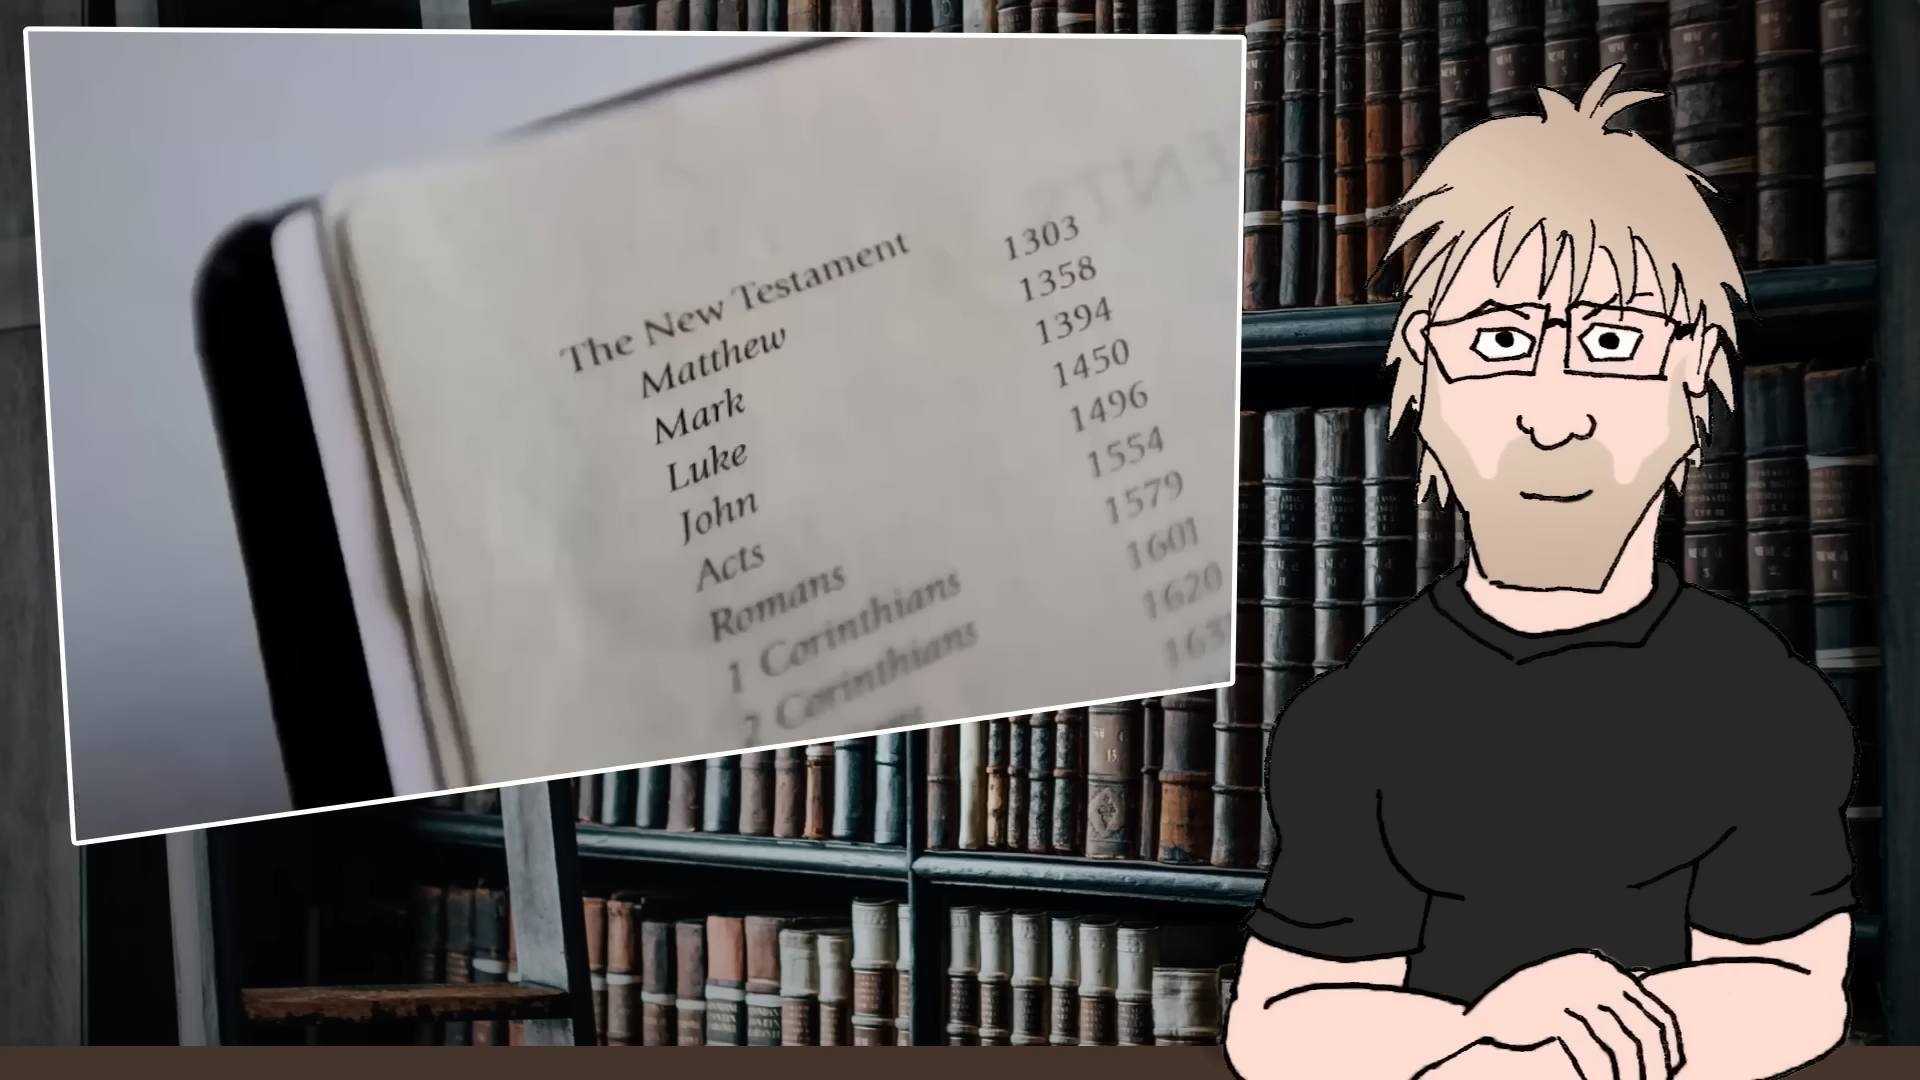 The New Testament 1303
Matthew 1358
Mark 1394
Luke 1450
John 1496
Acts 1554
Romans 1579
1 Corinthians 1601
2 Corinthians 1620